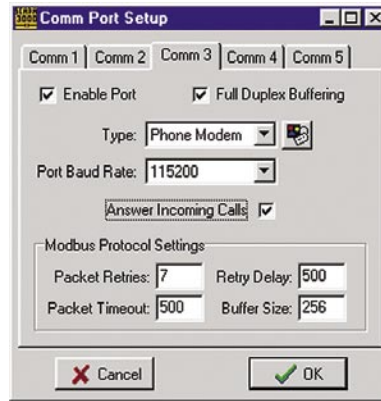 Comm Port Setup
Comm 1 Comm 2 Comm 3 Comm 4 Comm 5
Enable Port Full Duplex Buffering
Type: Phone Modem
Port Baud Rate: 115200
Answer Incoming Calls
Modbus Protocol Settings
Packet Retries: 7 Retry Delay: 500
Packet Timeout: 500 Buffer Size: 256
Cancel OK